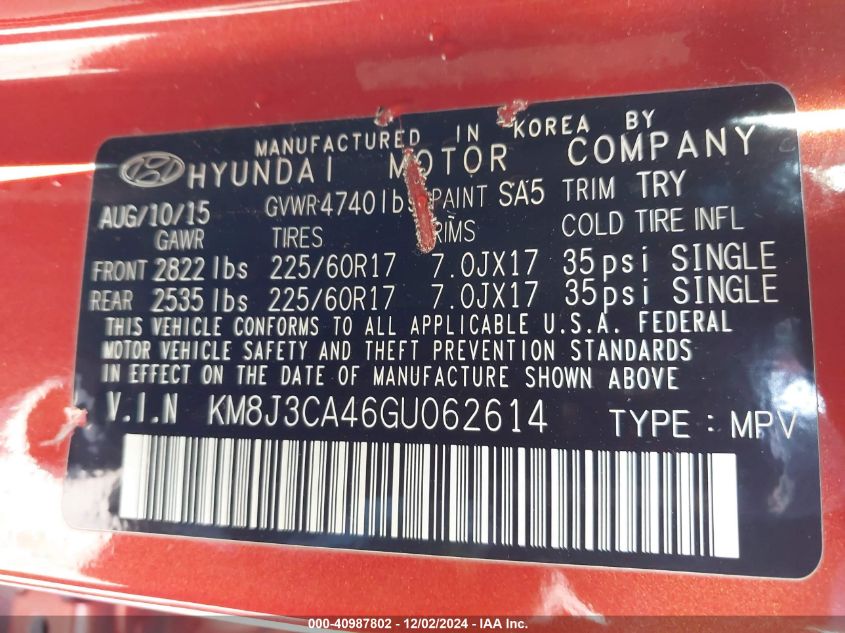 MANUFACTURED IN KOREA BY
HYUNDAI MOTOR COMPANY
AUG/10/15 GVWR 4740lbs PAINT SA5 TRIM TRY
GAWR TIRES RIMS COLD TIRE INFL
FRONT 2822 lbs 225/60R17 7.0JX17 35psi SINGLE
REAR 2535 lbs 225/60R17 7.0JX17 35psi SINGLE
THIS VEHICLE CONFORMS TO ALL APPLICABLE U.S.A. FEDERAL
MOTOR VEHICLE SAFETY AND THEFT PREVENTION STANDARDS
IN EFFECT ON THE DATE OF MANUFACTURE SHOWN ABOVE
V.I.N KM8J3CA46GU062614 TYPE : MPV
000-40987802 - 12/02/2024 - IAA Inc.